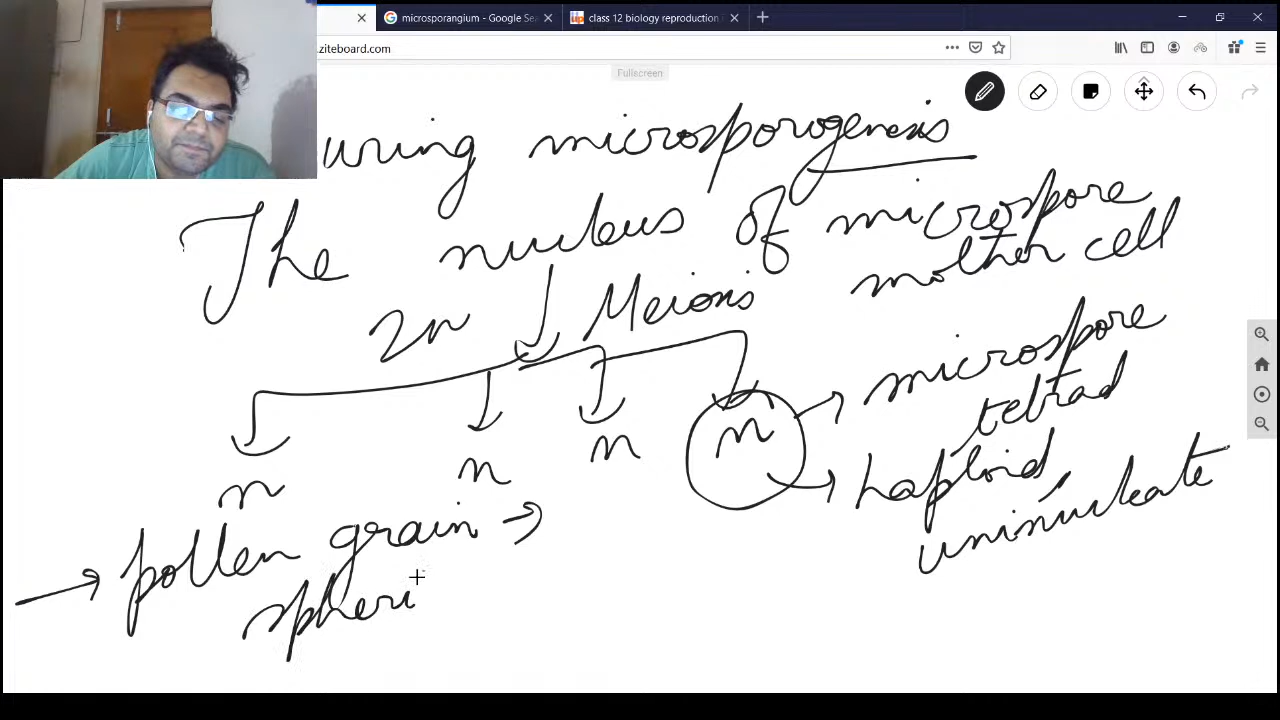 microsporangium - Google Se
class 12 biology reproduction
.ziteboard.com
Fullscreen
uring microsporogenesis
The nucleus of microspore
mother cell
2n Meiosis
n n n n
microspore
tetrad
haploid,
uninucleate
pollen grain →
spheri